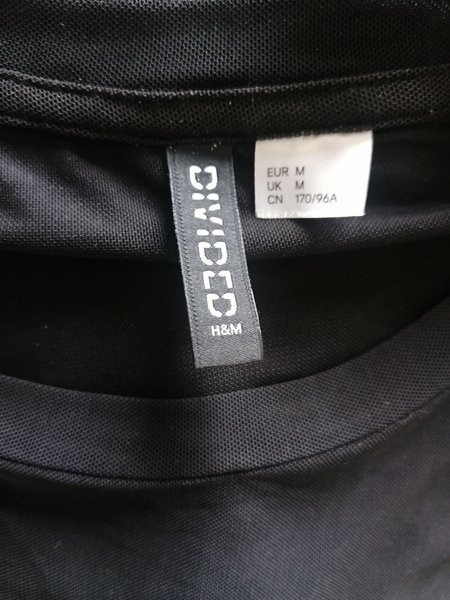 DIVIDED
H&M
EUR M
UK M
CN 170/96A